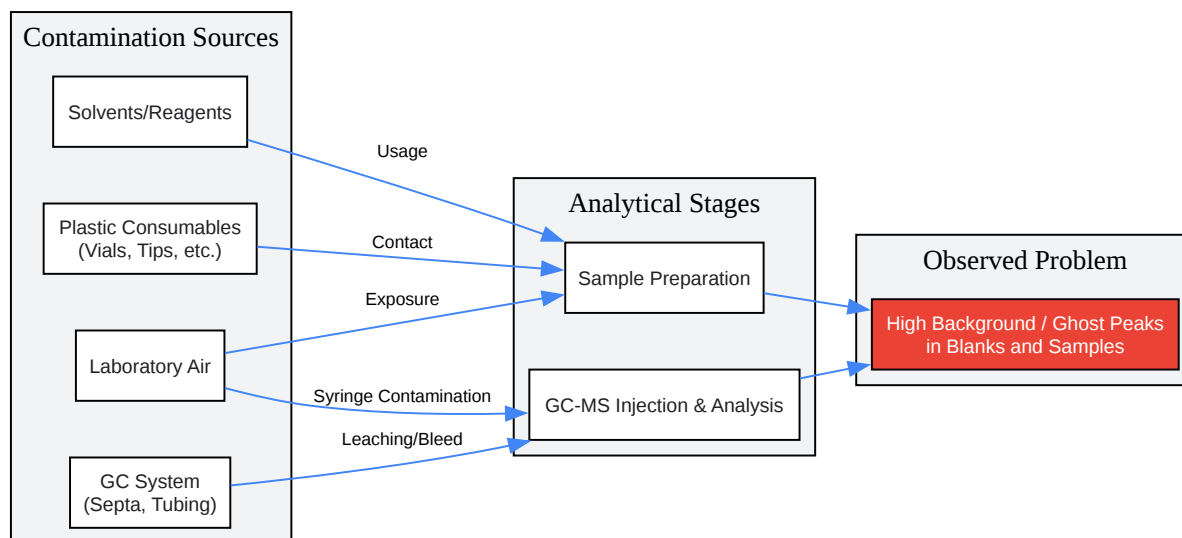 Contamination Sources
Solvents/Reagents
Plastic Consumables
(Vials, Tips, etc.)
Laboratory Air
GC System
(Septa, Tubing)
Usage
Contact
Exposure
Syringe Contamination
Leaching/Bleed
Analytical Stages
Sample Preparation
GC-MS Injection & Analysis
Observed Problem
High Background / Ghost Peaks
in Blanks and Samples